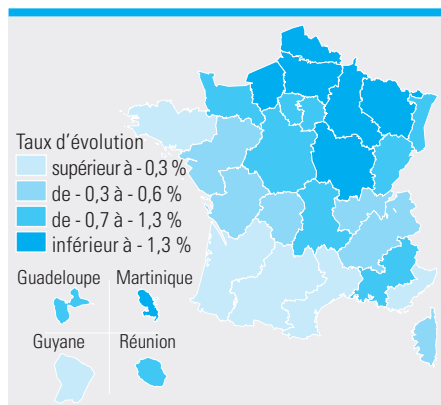 Taux d'évolution
supérieur à - 0,3 %
de - 0,3 à - 0,6 %
de - 0,7 à - 1,3 %
inférieur à - 1,3 %
Guadeloupe Martinique
Guyane Réunion